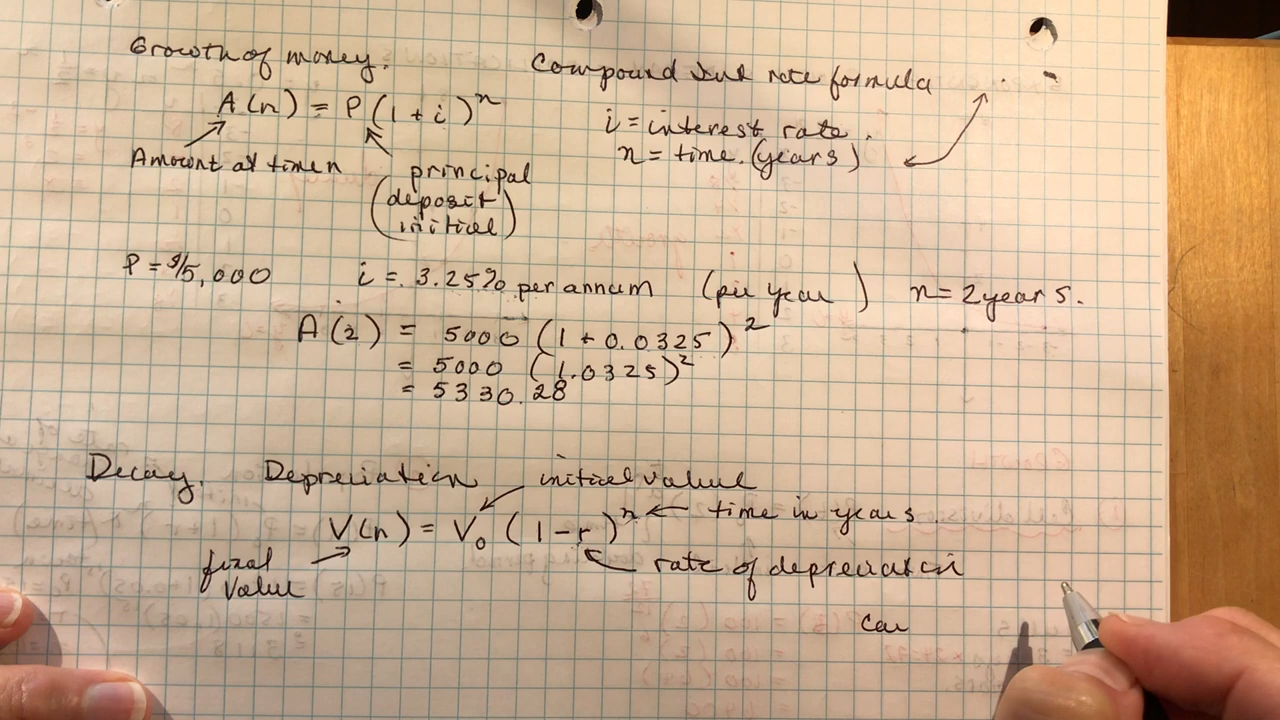 Growth of money.
Compound Int rate formula
A(n) = P(1 + i)^n
i = interest rate.
n = time. (years)
Amount at time n
principal
(deposit
initial)
P = $5,000 i = 3.25% per annum (per year) n = 2 years.
A(2) = 5000 (1 + 0.0325)^2
= 5000 (1.0325)^2
= 5330.28
Decay. Depreciation initial value
V(n) = V₀ (1 - r)^n ← time in years.
final
value
rate of depreciation
Car